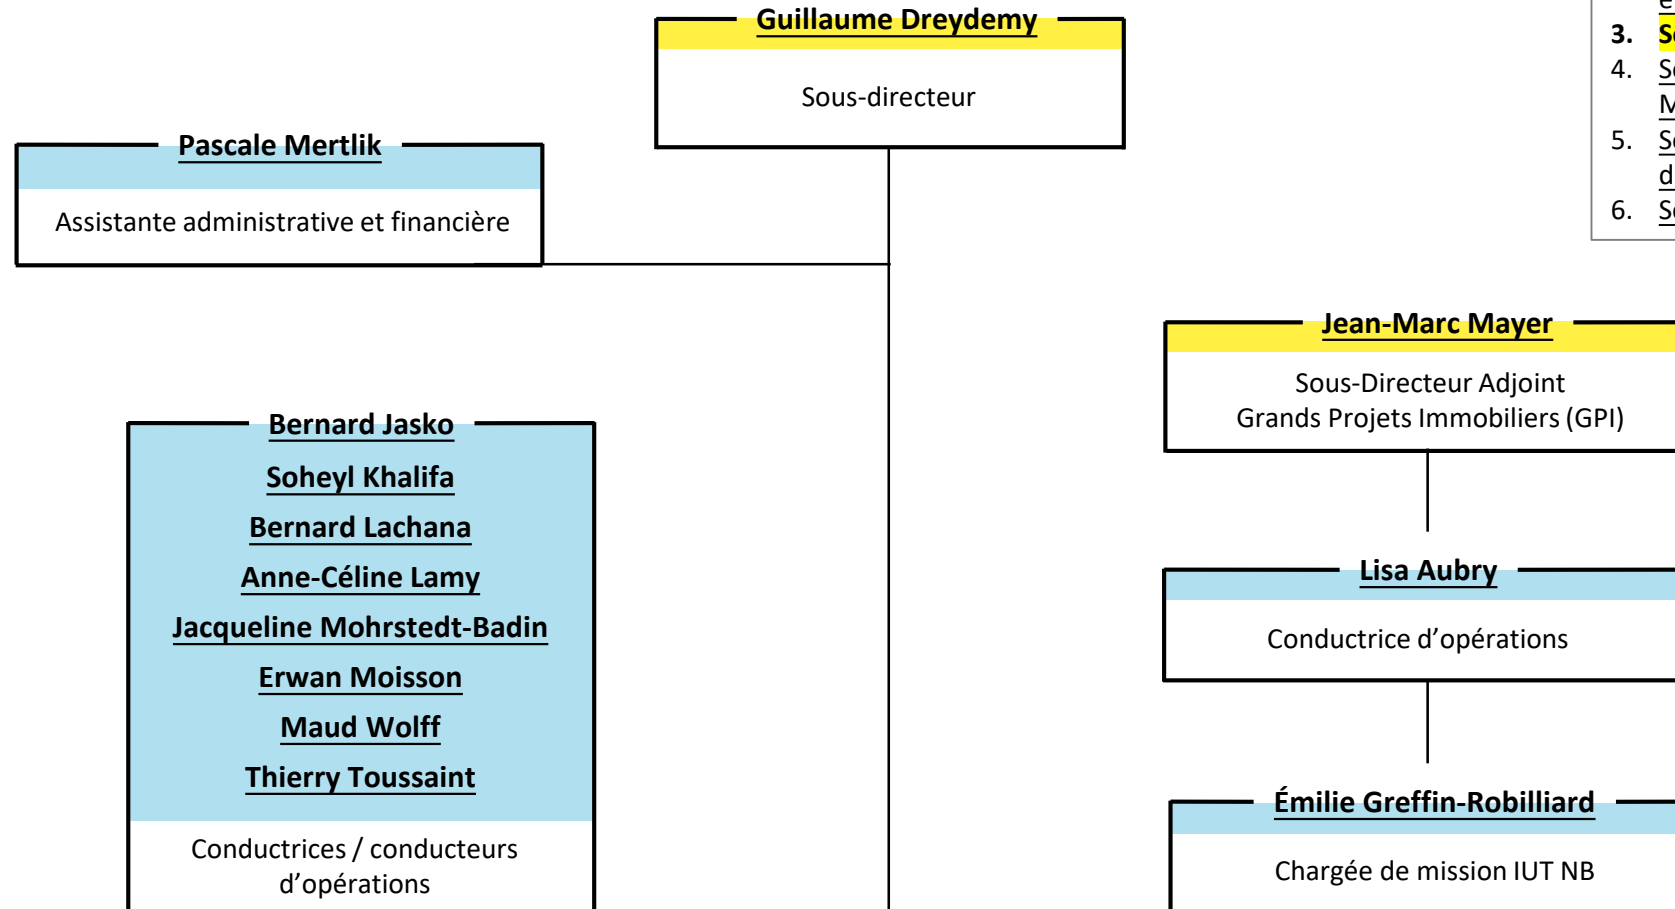 Guillaume Dreydemy
Sous-directeur
Pascale Mertlik
Assistante administrative et financière
3.
4.
5.
6.
Jean-Marc Mayer
Sous-Directeur Adjoint
Grands Projets Immobiliers (GPI)
Bernard Jasko
Soheyl Khalifa
Bernard Lachana
Anne-Céline Lamy
Jacqueline Mohrstedt-Badin
Erwan Moisson
Maud Wolff
Thierry Toussaint
Conductrices / conducteurs
d’opérations
Lisa Aubry
Conductrice d’opérations
Émilie Greffin-Robilliard
Chargée de mission IUT NB